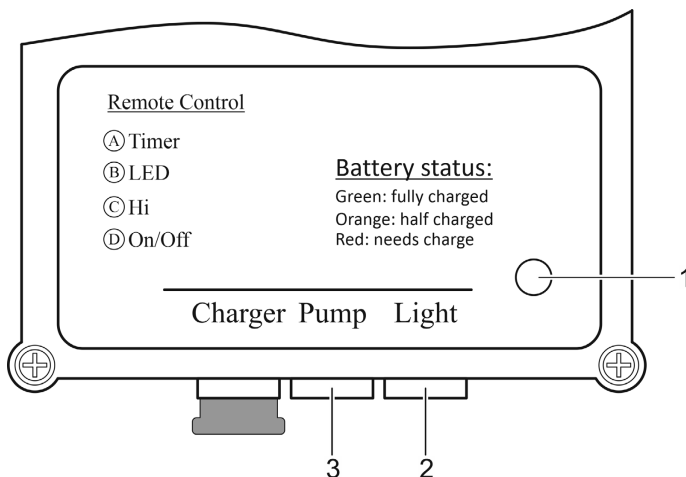 Remote Control
Ⓐ Timer
Ⓑ LED
Ⓒ Hi
Ⓓ On/Off
Battery status:
Green: fully charged
Orange: half charged
Red: needs charge
1
Charger Pump Light
3 2